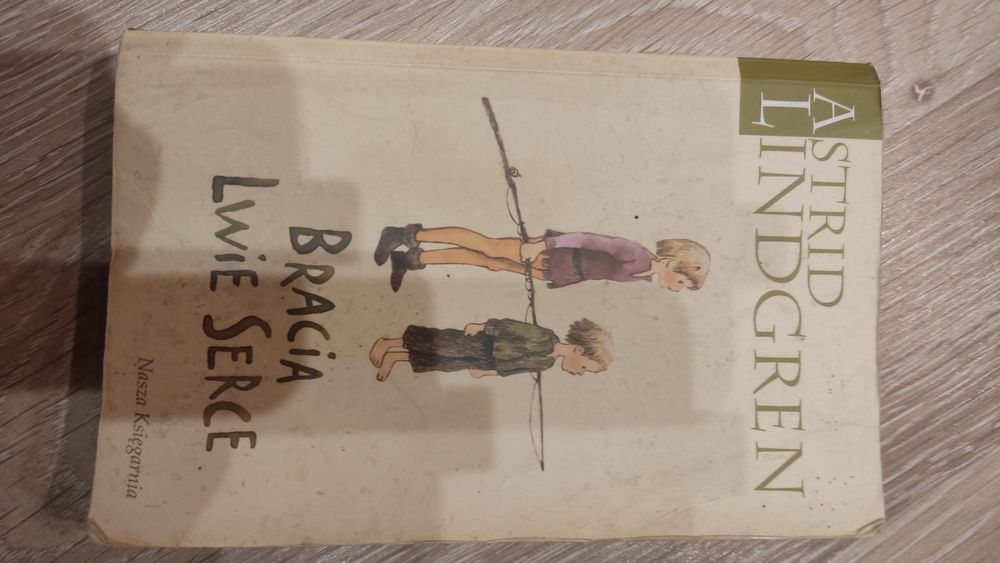 ASTRID
LINDGREN
BRACIA
LWIE SERCE
Nasza Księgarnia